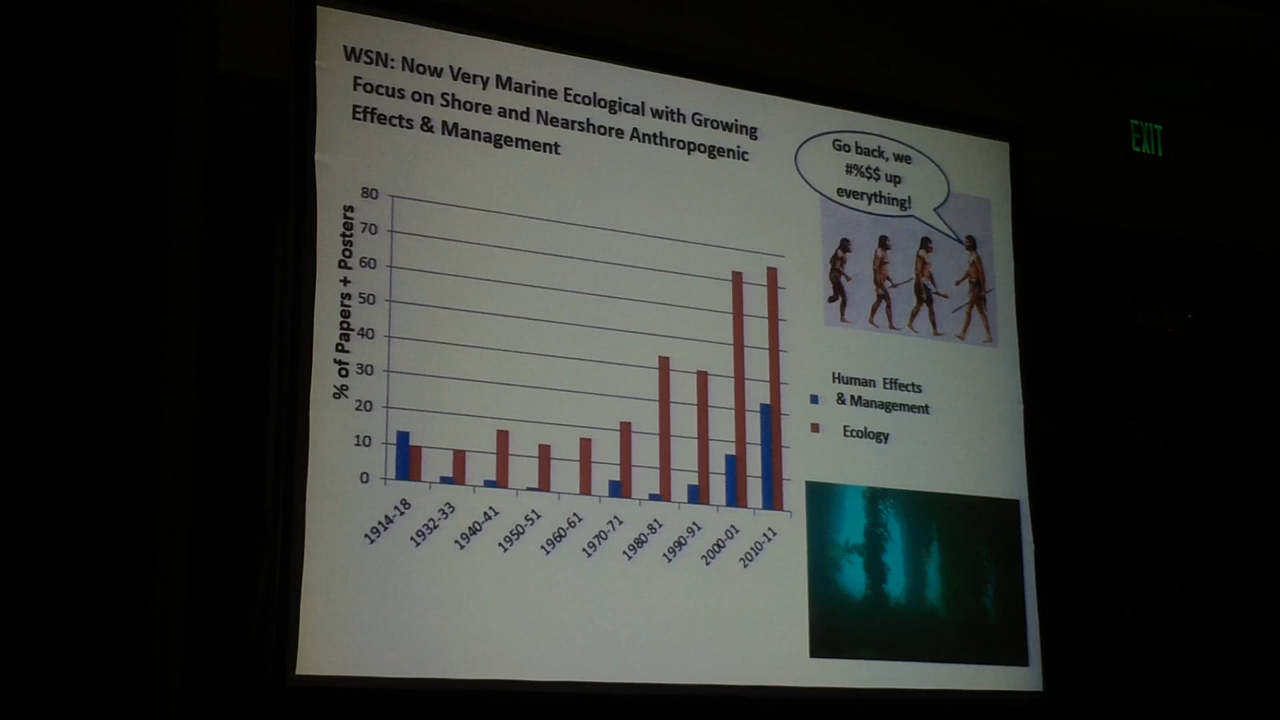 WSN: Now Very Marine Ecological with Growing
Focus on Shore and Nearshore Anthropogenic
Effects & Management
Go back, we
#%$$ up
everything!
EXIT
% of Papers + Posters
80
70
60
50
40
30
20
10
0
1914-18
1932-33
1940-41
1950-51
1960-61
1970-71
1980-81
1990-91
2000-01
2010-11
Human Effects
& Management
Ecology